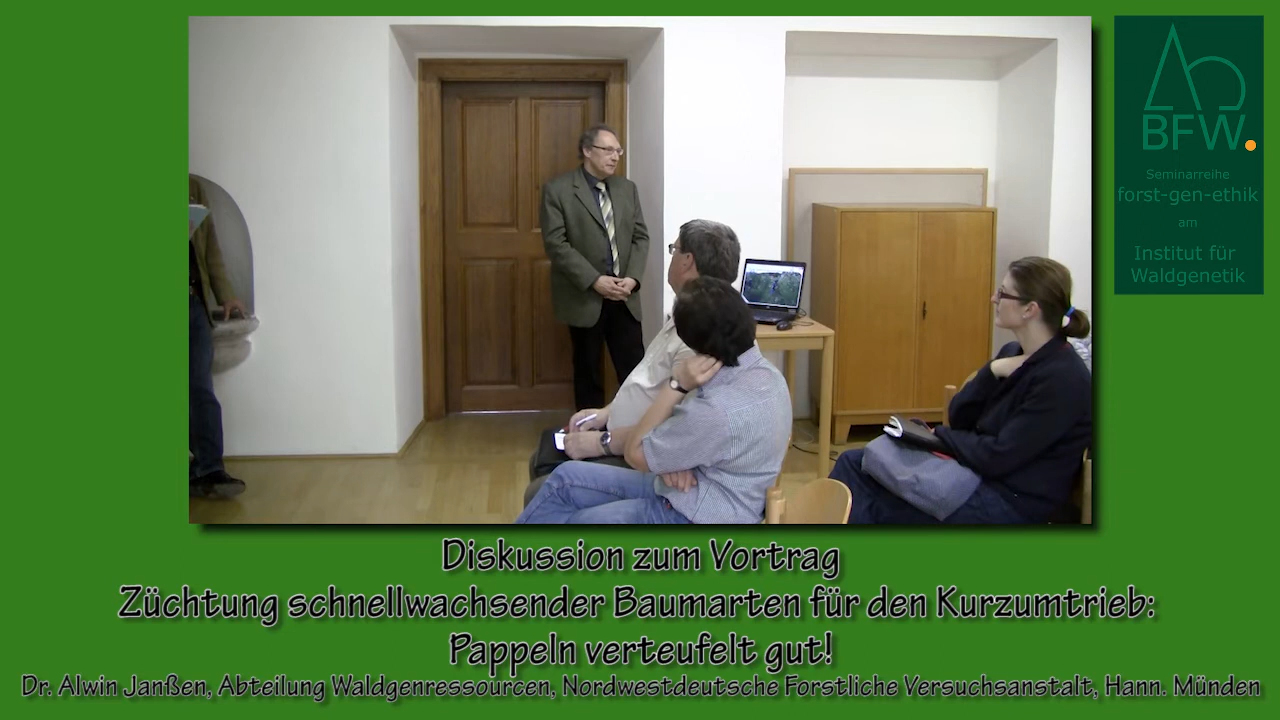 BFW.
Seminarreihe
forst-gen-ethik
am
Institut für
Waldgenetik
Diskussion zum Vortrag
Züchtung schnellwachsender Baumarten für den Kurzumtrieb:
Pappeln verteufelt gut!
Dr. Alwin Janßen, Abteilung Waldgenressourcen, Nordwestdeutsche Forstliche Versuchsanstalt, Hann. Münden